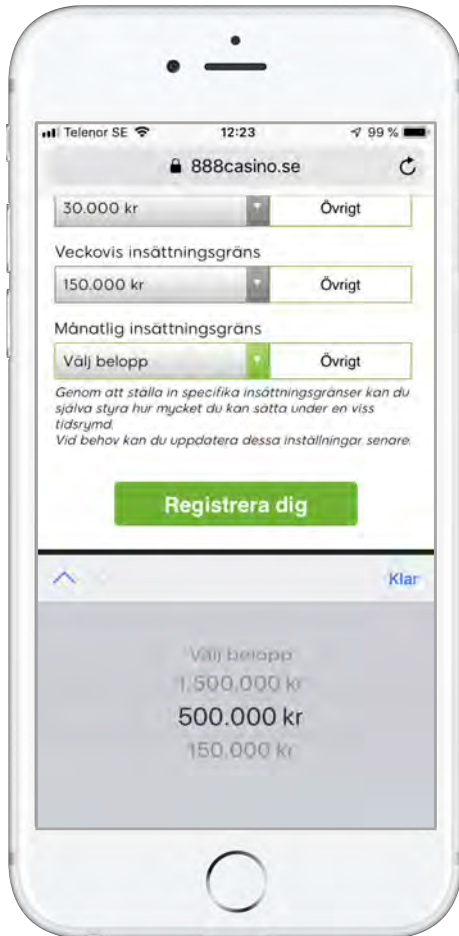 Telenor SE 12:23 99 %
888casino.se
30.000 kr Övrigt
Veckovis insättningsgräns
150.000 kr Övrigt
Månatlig insättningsgräns
Välj belopp Övrigt
Genom att ställa in specifika insättningsgränser kan du
själva styra hur mycket du kan sätta under en viss
tidsrymd.
Vid behov kan du uppdatera dessa inställningar senare.
Registrera dig
Klar
Välj belopp
1.500.000 kr
500.000 kr
150.000 kr